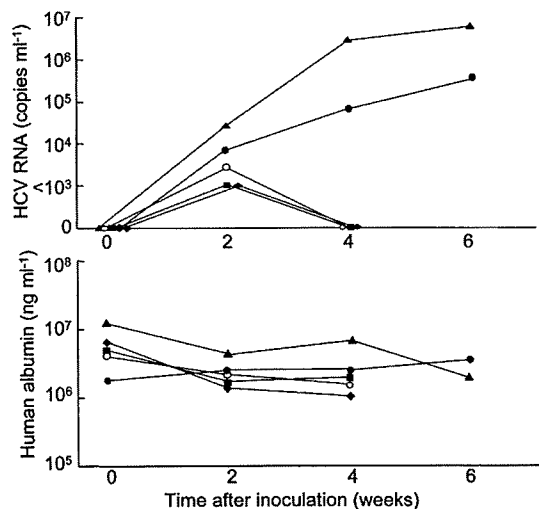 HCV RNA (copies ml⁻¹)
10⁷
10⁶
10⁵
10⁴
<10³
0
0 2 4 6
Human albumin (ng ml⁻¹)
10⁸
10⁷
10⁶
10⁵
0 2 4 6
Time after inoculation (weeks)